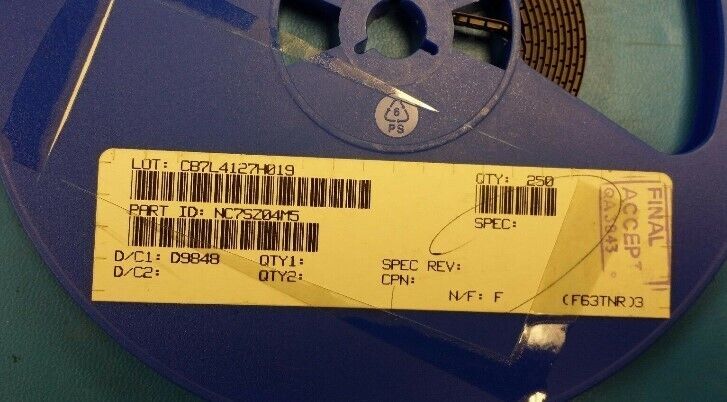 6
PS
LOT: CB7L4127H019
QTY: 250
PART ID: NC7SZ04M5
SPEC:
D/C1: D9848 QTY1:
SPEC REV:
D/C2: QTY2:
CPN:
N/F: F
(F63TNR)3
FINAL
ACCEPT